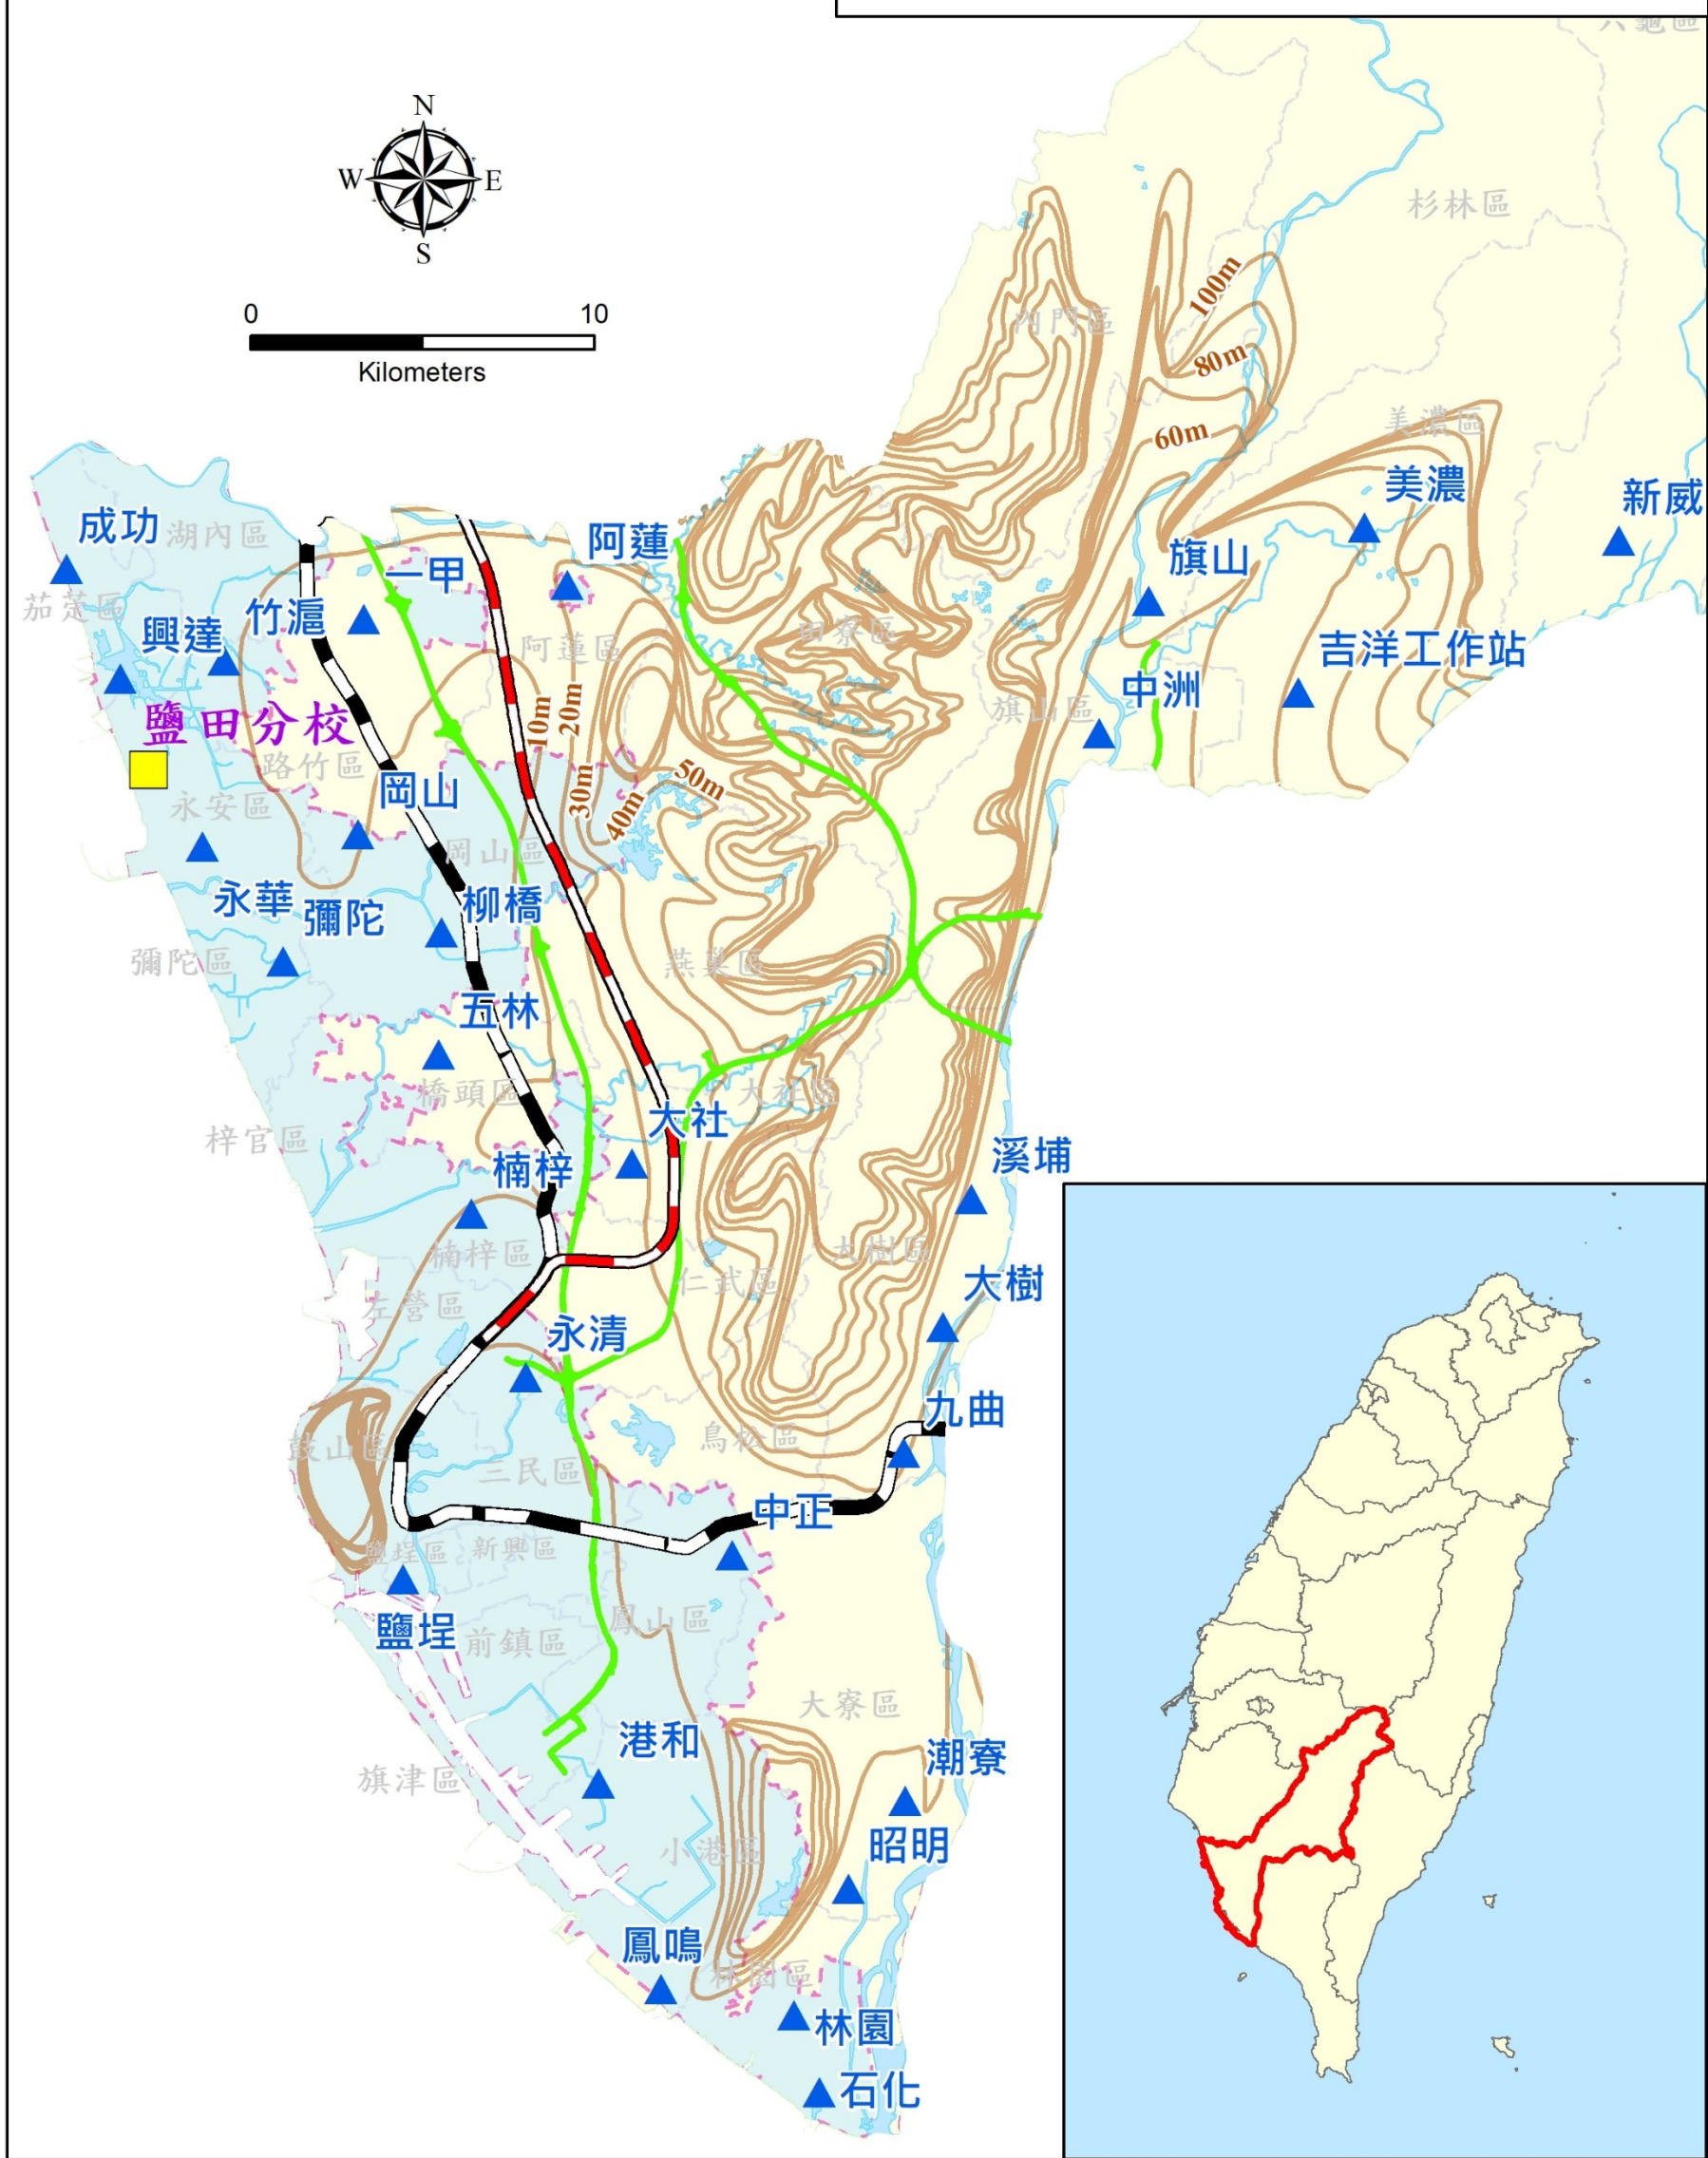 六龜區
N
W
E
S
0
10
Kilometers
杉林區
100m
內門區
80m
60m
美濃區
美濃
新威
成功
湖內區
阿蓮
一甲
旗山
茄萣區
興達
竹滬
阿蓮區
田寮區
吉洋工作站
中洲
鹽田分校
旗山區
10m
20m
路竹區
30m
40m
50m
岡山
永安區
岡山區
永華
彌陀
柳橋
彌陀區
燕巢區
五林
橋頭區
大社區
大社
梓官區
楠梓
溪埔
楠梓區
大樹區
仁武區
左營區
大樹
永清
九曲
鼓山區
鳥松區
三民區
中正
鹽埕區
新興區
鹽埕
前鎮區
鳳山區
大寮區
港和
潮寮
旗津區
小港區
昭明
鳳鳴
林園區
林園
石化